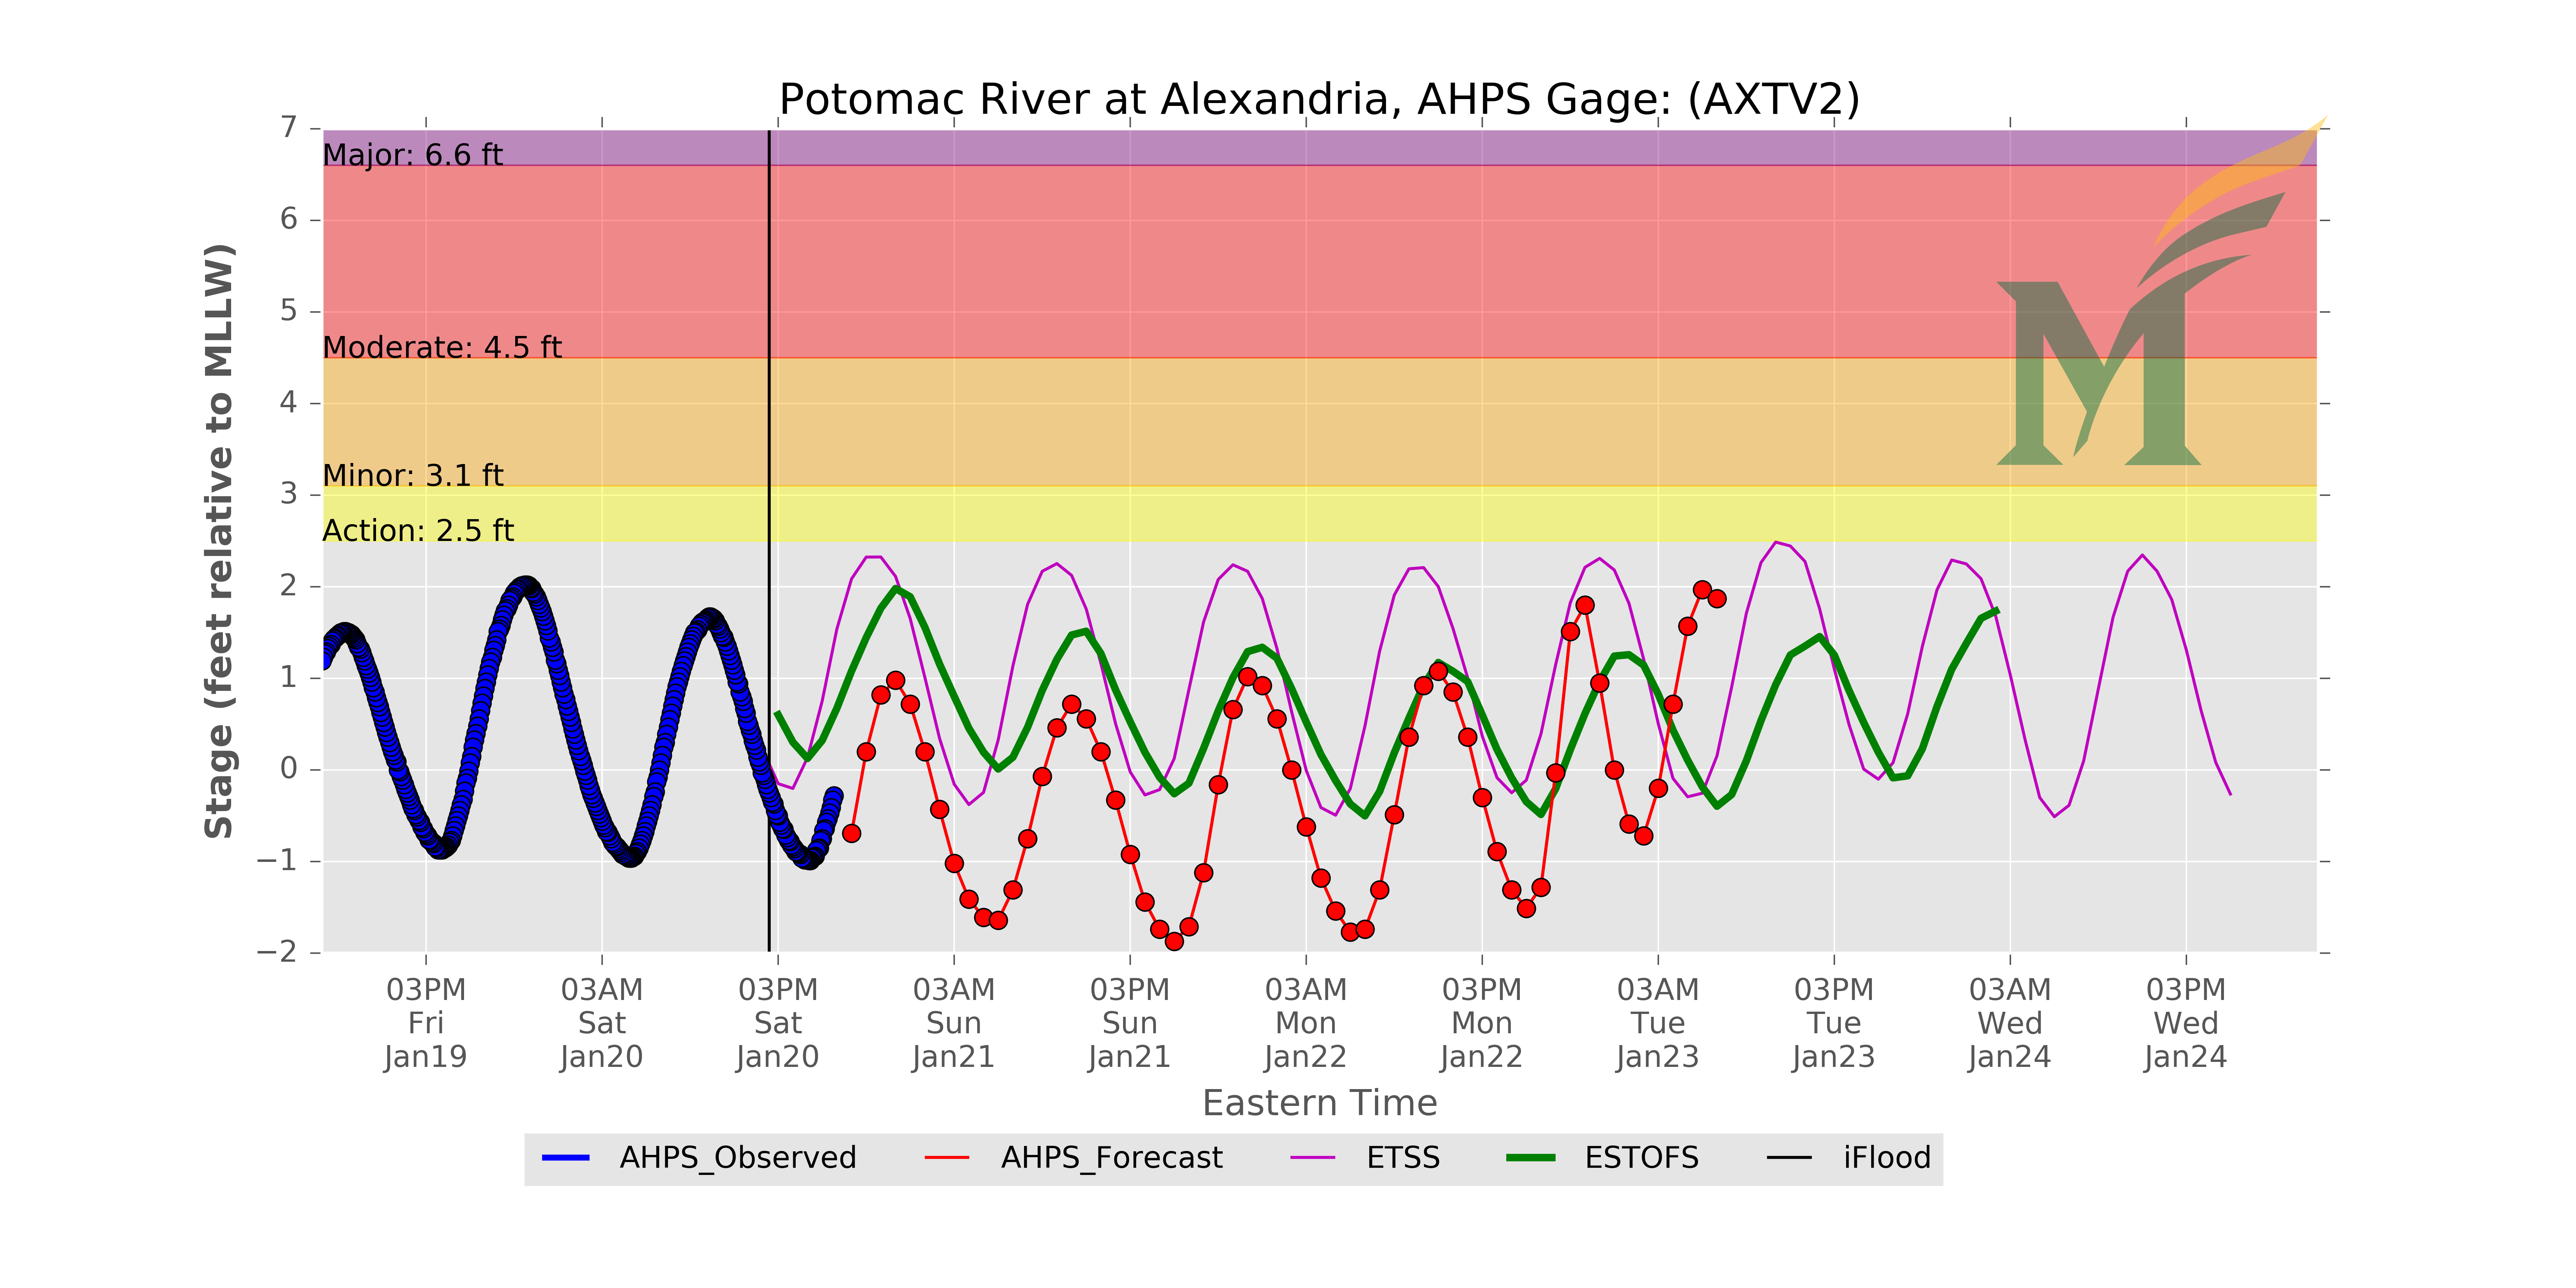 Potomac River at Alexandria, AHPS Gage: (AXTV2)
Stage (feet relative to MLLW)
7
6
5
4
3
2
1
0
−1
−2
Major: 6.6 ft
Moderate: 4.5 ft
Minor: 3.1 ft
Action: 2.5 ft
M
03PM 03AM 03PM 03AM 03PM 03AM 03PM 03AM 03PM 03AM 03PM
Fri Sat Sat Sun Sun Mon Mon Tue Tue Wed Wed
Jan19 Jan20 Jan20 Jan21 Jan21 Jan22 Jan22 Jan23 Jan23 Jan24 Jan24
Eastern Time
AHPS_Observed AHPS_Forecast ETSS ESTOFS iFlood